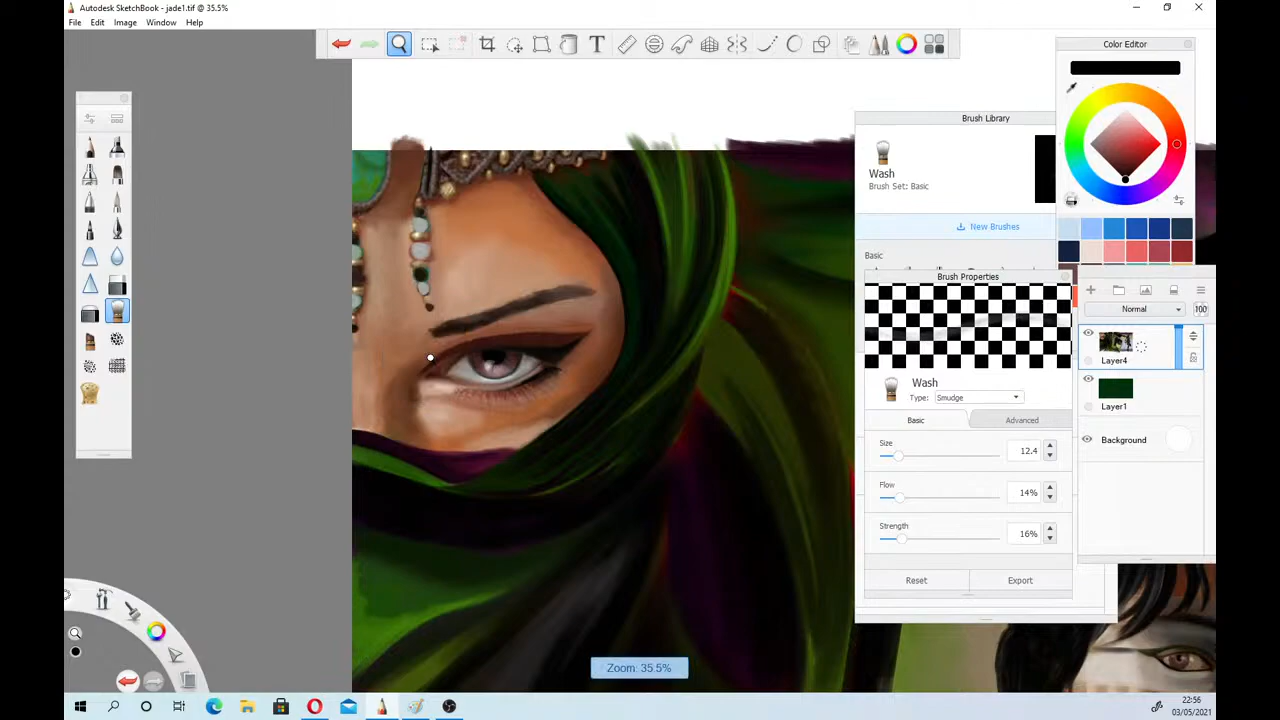 Autodesk SketchBook - jade1.tif @ 35.5%
File Edit Image Window Help
Color Editor
Brush Library
Wash
Brush Set: Basic
New Brushes
Basic
Brush Properties
Normal
100
Layer4
Wash
Type: Smudge
Layer1
Basic Advanced
Size
12.4
Background
Flow
14%
Strength
16%
Reset Export
Zoom: 35.5%
22:56
03/05/2021